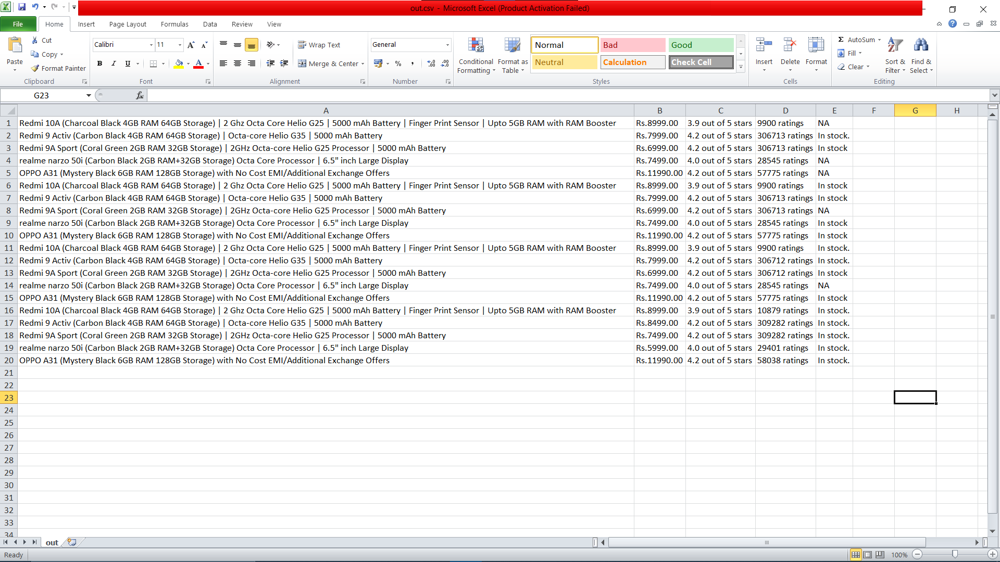 out.csv - Microsoft Excel (Product Activation Failed)
File Home Insert Page Layout Formulas Data Review View
Paste Cut Copy Format Painter Clipboard
Calibri 11 B I U A A A Font
Wrap Text Merge & Center Alignment
General % , Number
Conditional Formatting Format as Table Normal Bad Good Neutral Calculation Check Cell Styles
Insert Delete Format Cells
Σ AutoSum Fill Clear Sort & Filter Find & Select Editing
G23 fx
A B C D E F G H
1 Redmi 10A (Charcoal Black 4GB RAM 64GB Storage) | 2 Ghz Octa Core Helio G25 | 5000 mAh Battery | Finger Print Sensor | Upto 5GB RAM with RAM Booster Rs.8999.00 3.9 out of 5 stars 9900 ratings NA
2 Redmi 9 Activ (Carbon Black 4GB RAM 64GB Storage) | Octa-core Helio G35 | 5000 mAh Battery Rs.7999.00 4.2 out of 5 stars 306713 ratings In stock.
3 Redmi 9A Sport (Coral Green 2GB RAM 32GB Storage) | 2GHz Octa-core Helio G25 Processor | 5000 mAh Battery Rs.6999.00 4.2 out of 5 stars 306713 ratings In stock
4 realme narzo 50i (Carbon Black 2GB RAM+32GB Storage) Octa Core Processor | 6.5" inch Large Display Rs.7499.00 4.0 out of 5 stars 28545 ratings NA
5 OPPO A31 (Mystery Black 6GB RAM 128GB Storage) with No Cost EMI/Additional Exchange Offers Rs.11990.00 4.2 out of 5 stars 57775 ratings NA
6 Redmi 10A (Charcoal Black 4GB RAM 64GB Storage) | 2 Ghz Octa Core Helio G25 | 5000 mAh Battery | Finger Print Sensor | Upto 5GB RAM with RAM Booster Rs.8999.00 3.9 out of 5 stars 9900 ratings In stock
7 Redmi 9 Activ (Carbon Black 4GB RAM 64GB Storage) | Octa-core Helio G35 | 5000 mAh Battery Rs.7999.00 4.2 out of 5 stars 306713 ratings In stock
8 Redmi 9A Sport (Coral Green 2GB RAM 32GB Storage) | 2GHz Octa-core Helio G25 Processor | 5000 mAh Battery Rs.6999.00 4.2 out of 5 stars 306713 ratings NA
9 realme narzo 50i (Carbon Black 2GB RAM+32GB Storage) Octa Core Processor | 6.5" inch Large Display Rs.7499.00 4.0 out of 5 stars 28545 ratings In stock
10 OPPO A31 (Mystery Black 6GB RAM 128GB Storage) with No Cost EMI/Additional Exchange Offers Rs.11990.00 4.2 out of 5 stars 57775 ratings In stock
11 Redmi 10A (Charcoal Black 4GB RAM 64GB Storage) | 2 Ghz Octa Core Helio G25 | 5000 mAh Battery | Finger Print Sensor | Upto 5GB RAM with RAM Booster Rs.8999.00 3.9 out of 5 stars 9900 ratings In stock.
12 Redmi 9 Activ (Carbon Black 4GB RAM 64GB Storage) | Octa-core Helio G35 | 5000 mAh Battery Rs.7999.00 4.2 out of 5 stars 306712 ratings In stock.
13 Redmi 9A Sport (Coral Green 2GB RAM 32GB Storage) | 2GHz Octa-core Helio G25 Processor | 5000 mAh Battery Rs.6999.00 4.2 out of 5 stars 306712 ratings In stock
14 realme narzo 50i (Carbon Black 2GB RAM+32GB Storage) Octa Core Processor | 6.5" inch Large Display Rs.7499.00 4.0 out of 5 stars 28545 ratings NA
15 OPPO A31 (Mystery Black 6GB RAM 128GB Storage) with No Cost EMI/Additional Exchange Offers Rs.11990.00 4.2 out of 5 stars 57775 ratings In stock
16 Redmi 10A (Charcoal Black 4GB RAM 64GB Storage) | 2 Ghz Octa Core Helio G25 | 5000 mAh Battery | Finger Print Sensor | Upto 5GB RAM with RAM Booster Rs.8999.00 3.9 out of 5 stars 10879 ratings In stock.
17 Redmi 9 Activ (Carbon Black 4GB RAM 64GB Storage) | Octa-core Helio G35 | 5000 mAh Battery Rs.8499.00 4.2 out of 5 stars 309282 ratings In stock.
18 Redmi 9A Sport (Coral Green 2GB RAM 32GB Storage) | 2GHz Octa-core Helio G25 Processor | 5000 mAh Battery Rs.7499.00 4.2 out of 5 stars 309282 ratings In stock.
19 realme narzo 50i (Carbon Black 2GB RAM+32GB Storage) Octa Core Processor | 6.5" inch Large Display Rs.5999.00 4.0 out of 5 stars 29401 ratings In stock.
20 OPPO A31 (Mystery Black 6GB RAM 128GB Storage) with No Cost EMI/Additional Exchange Offers Rs.11990.00 4.2 out of 5 stars 58038 ratings In stock.
21
22
23
24
25
26
27
28
29
30
31
32
33
34
out
Ready 100%